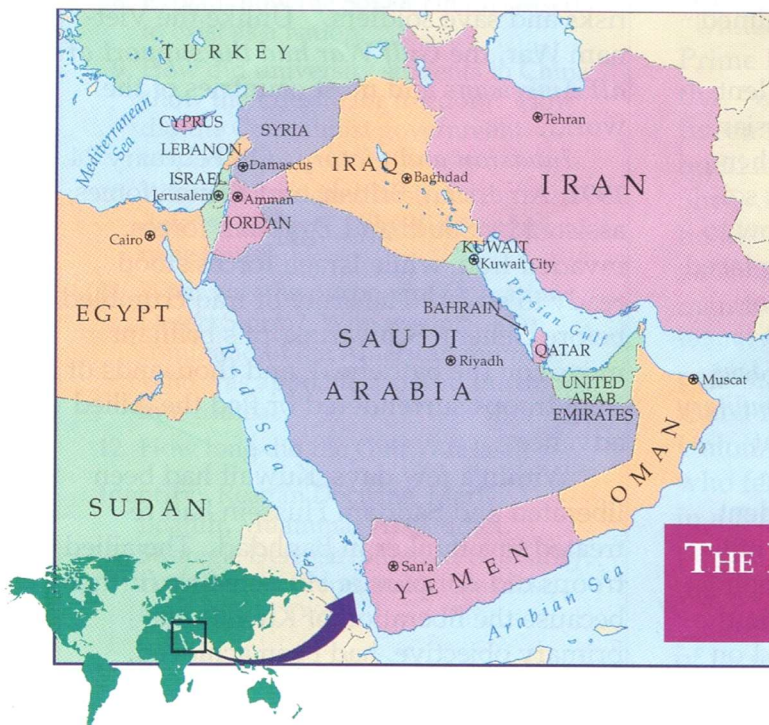 TURKEY
Mediterranean
Sea
CYPRUS
LEBANON
SYRIA
Damascus
ISRAEL
Jerusalem
Amman
JORDAN
IRAQ
Baghdad
Tehran
IRAN
Cairo
EGYPT
KUWAIT
Kuwait City
BAHRAIN
Persian Gulf
QATAR
SAUDI
ARABIA
Riyadh
UNITED
ARAB
EMIRATES
Muscat
OMAN
Red Sea
SUDAN
San'a
YEMEN
Arabian Sea
THE